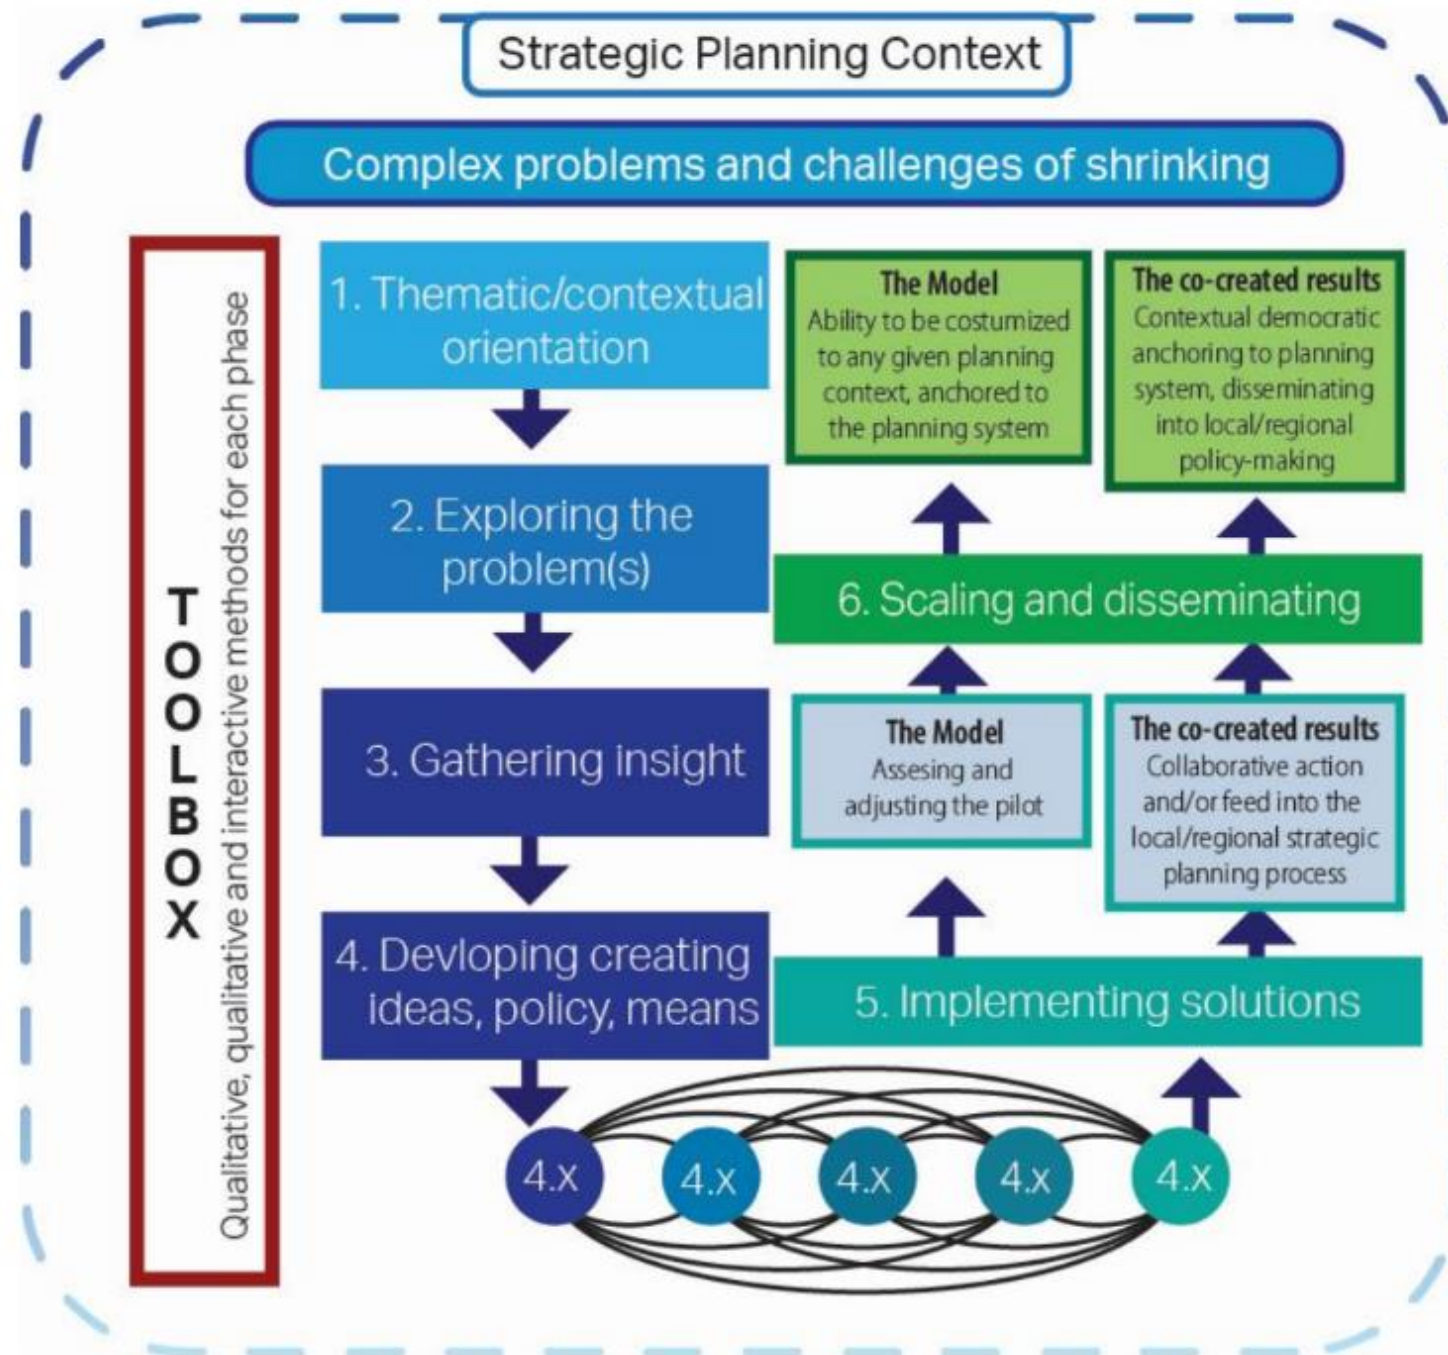 Strategic Planning Context
Complex problems and challenges of shrinking
TOOLBOX
Qualitative, qualitative and interactive methods for each phase
1. Thematic/contextual
orientation
2. Exploring the
problem(s)
3. Gathering insight
4. Devloping creating
ideas, policy, means
4.x
4.x
4.x
4.x
4.x
5. Implementing solutions
The Model
Assesing and
adjusting the pilot
The co-created results
Collaborative action
and/or feed into the
local/regional strategic
planning process
6. Scaling and disseminating
The Model
Ability to be costumized
to any given planning
context, anchored to
the planning system
The co-created results
Contextual democratic
anchoring to planning
system, disseminating
into local/regional
policy-making